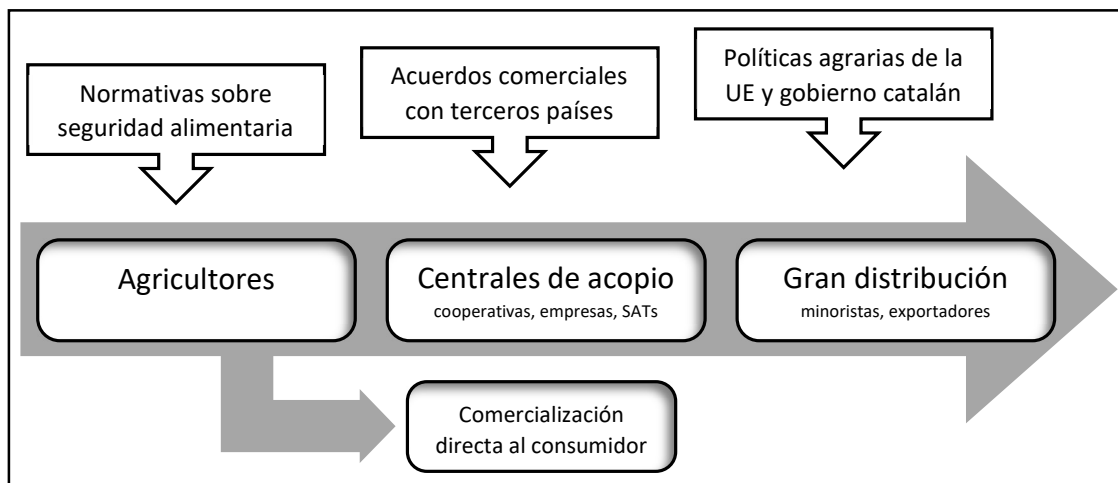 Normativas sobre
seguridad alimentaria
Acuerdos comerciales
con terceros países
Políticas agrarias de la
UE y gobierno catalán
Agricultores
Centrales de acopio
cooperativas, empresas, SATs
Gran distribución
minoristas, exportadores
Comercialización
directa al consumidor